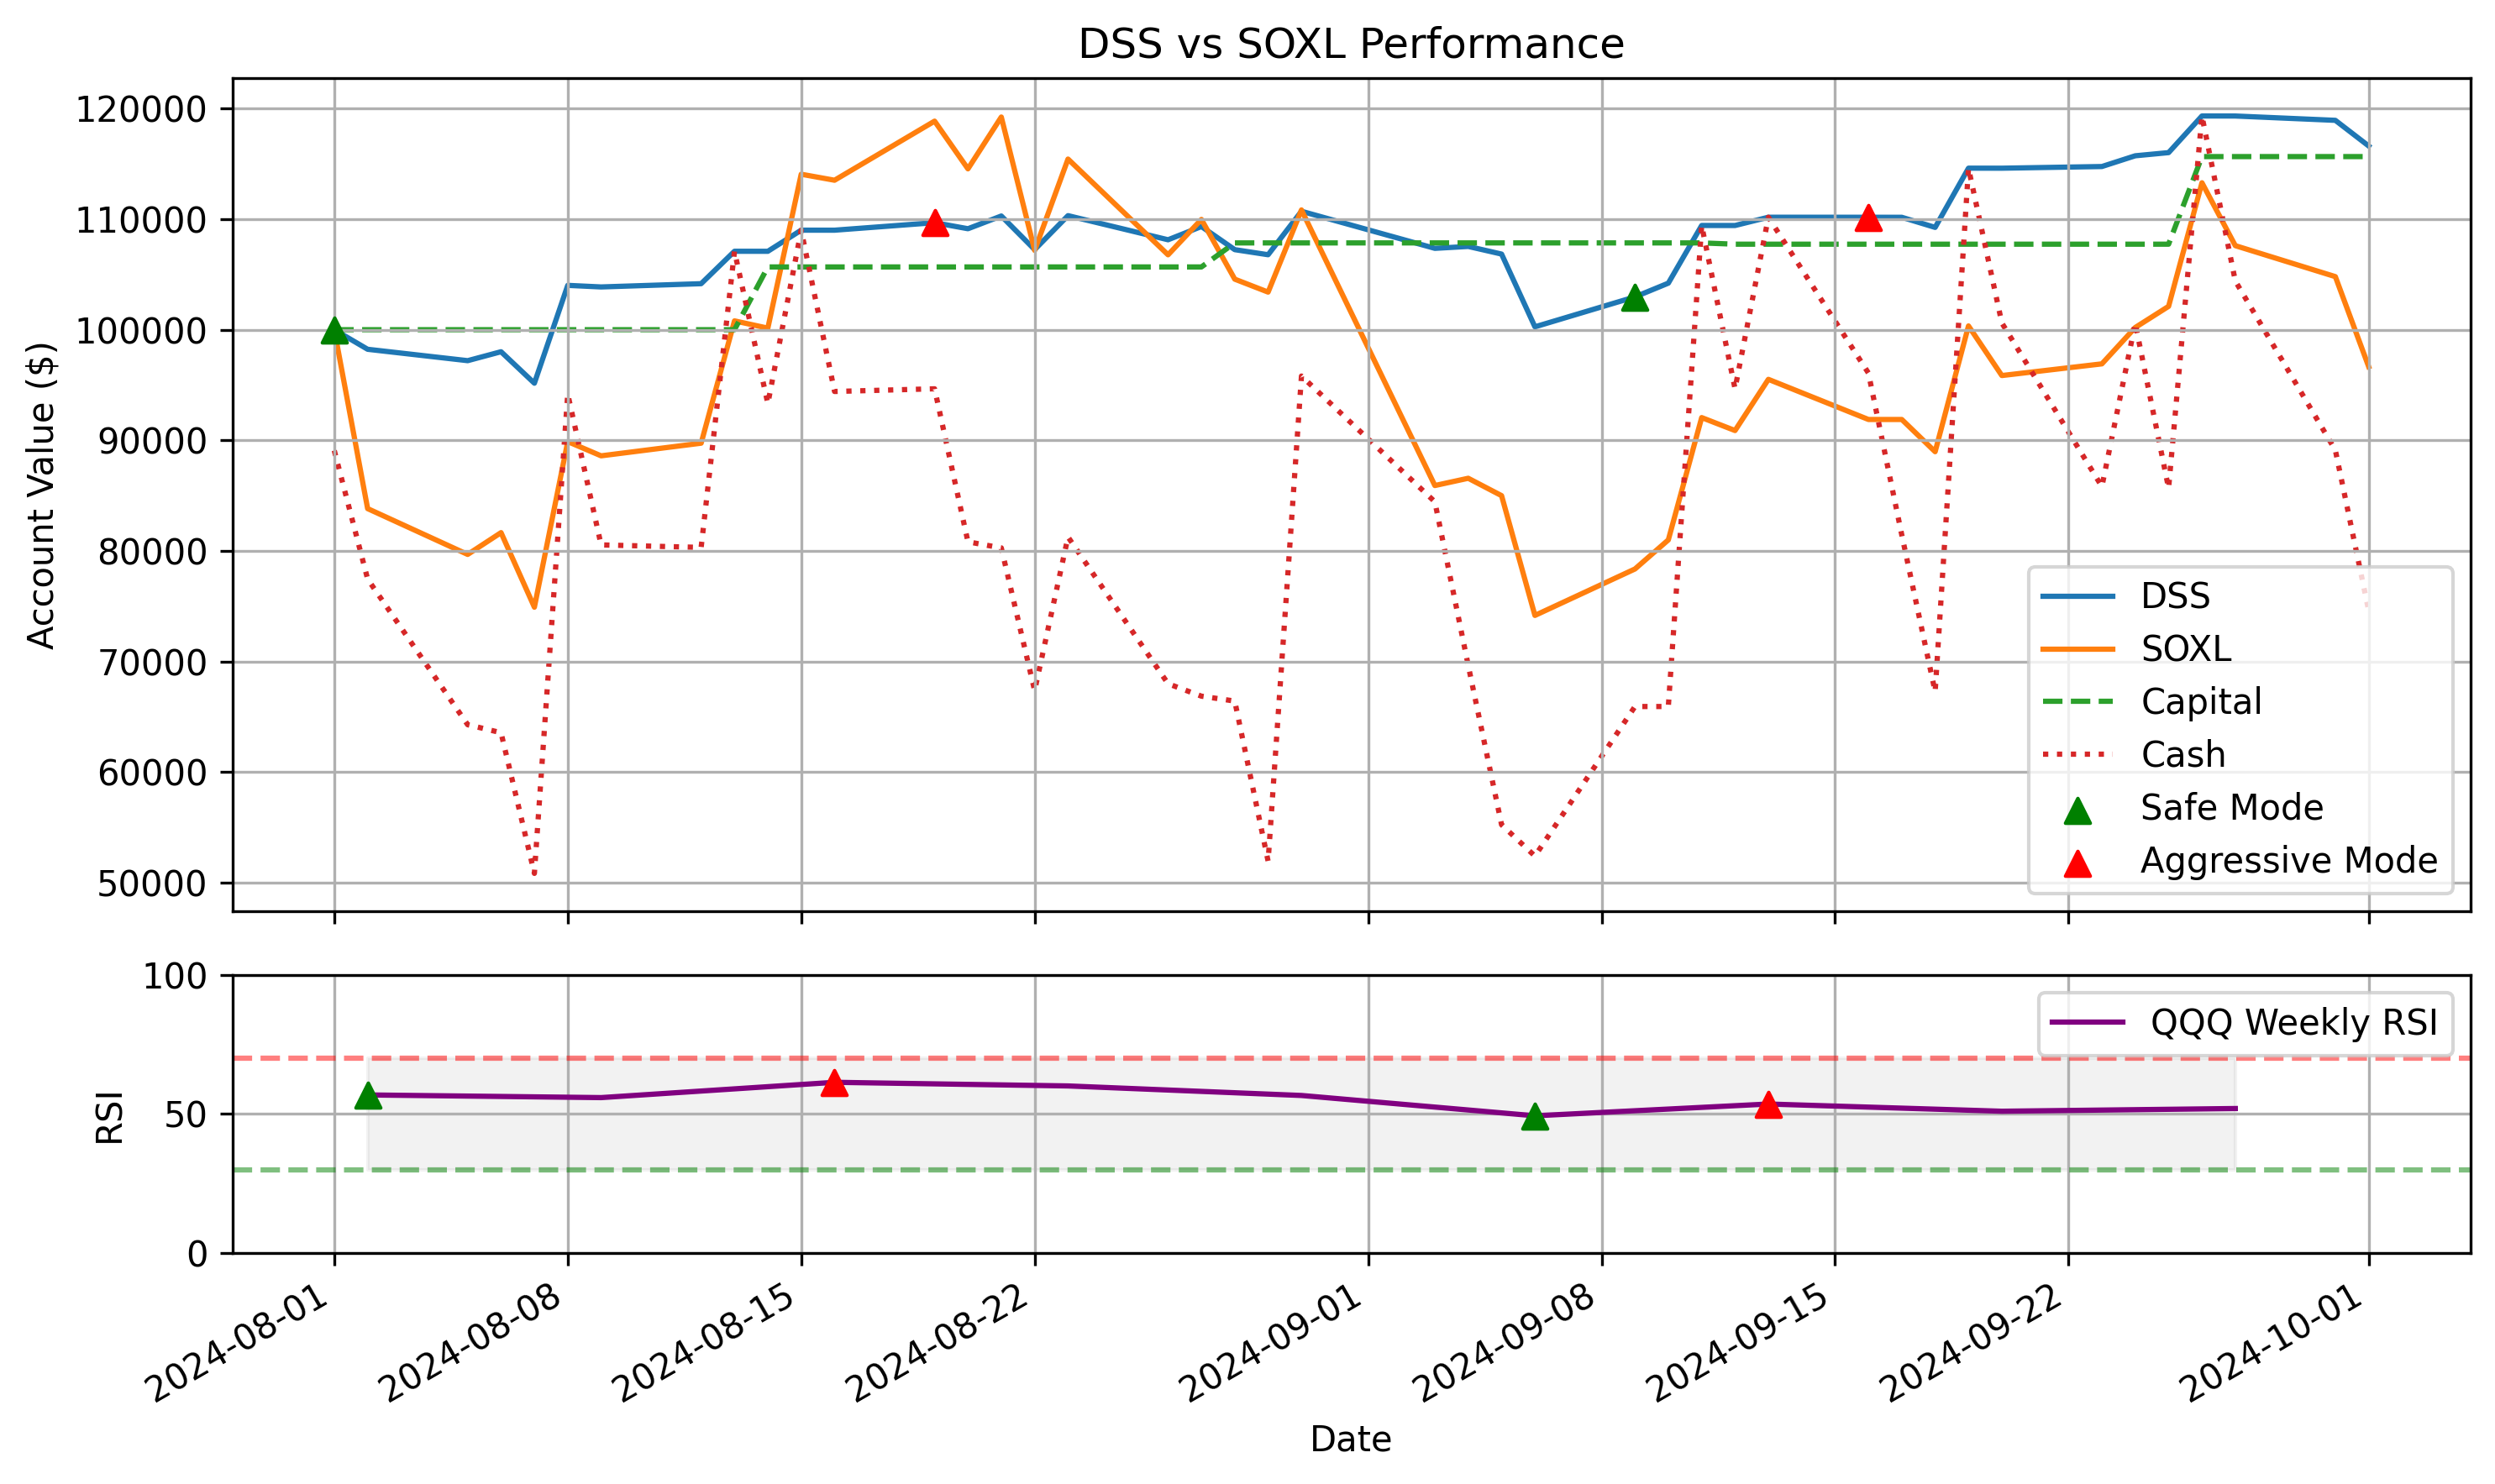 DSS vs SOXL Performance
Account Value ($)
120000
110000
100000
90000
80000
70000
60000
50000
DSS
SOXL
Capital
Cash
Safe Mode
Aggressive Mode
RSI
100
50
0
QQQ Weekly RSI
2024-08-01
2024-08-08
2024-08-15
2024-08-22
2024-09-01
2024-09-08
2024-09-15
2024-09-22
2024-10-01
Date